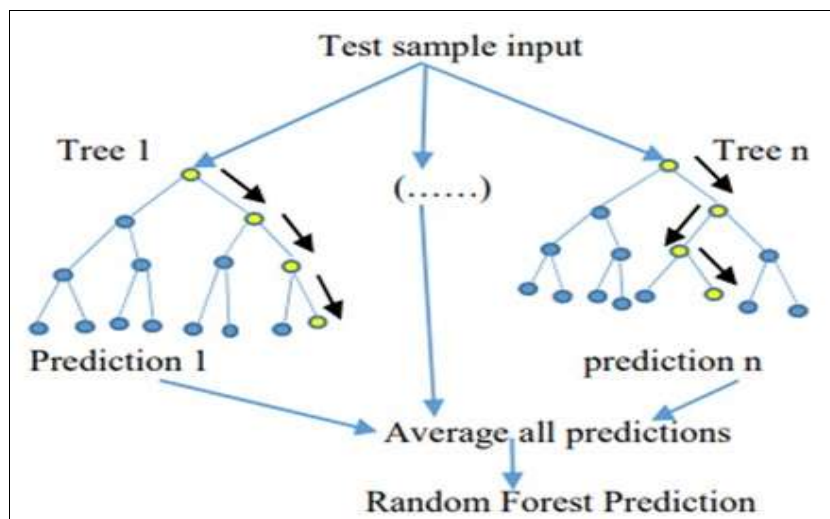 Test sample input
Tree 1
Tree n
(......)
Prediction 1
prediction n
Average all predictions
Random Forest Prediction